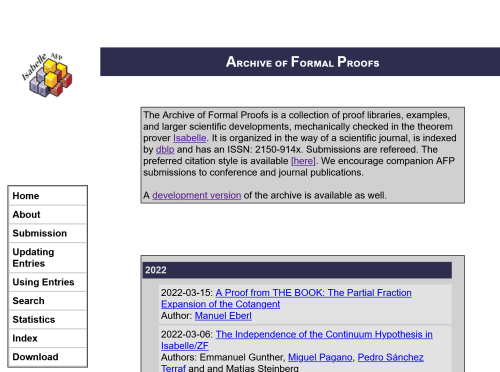 Isabelle AFP
Archive of Formal Proofs
The Archive of Formal Proofs is a collection of proof libraries, examples,
and larger scientific developments, mechanically checked in the theorem
prover Isabelle. It is organized in the way of a scientific journal, is indexed
by dblp and has an ISSN: 2150-914x. Submissions are refereed. The
preferred citation style is available [here]. We encourage companion AFP
submissions to conference and journal publications.
A development version of the archive is available as well.
Home
About
Submission
Updating
Entries
Using Entries
Search
Statistics
Index
Download
2022
2022-03-15: A Proof from THE BOOK: The Partial Fraction
Expansion of the Cotangent
Author: Manuel Eberl
2022-03-06: The Independence of the Continuum Hypothesis in
Isabelle/ZF
Authors: Emmanuel Gunther, Miguel Pagano, Pedro Sánchez
Terraf and and Matías Steinberg